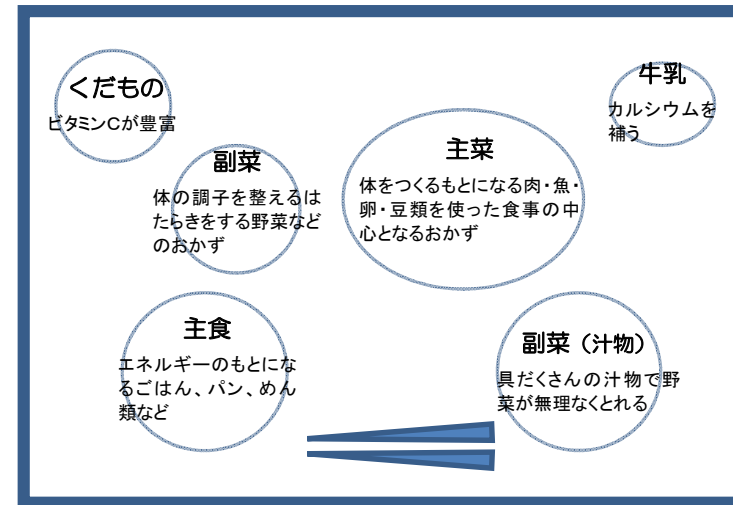 くだもの
ビタミンCが豊富
牛乳
カルシウムを
補う
副菜
体の調子を整えるは
たらきをする野菜など
のおかず
主菜
体をつくるもとになる肉・魚・
卵・豆類を使った食事の中
心となるおかず
主食
エネルギーのもとにな
るごはん、パン、めん
類など
副菜（汁物）
具だくさんの汁物で野
菜が無理なくとれる